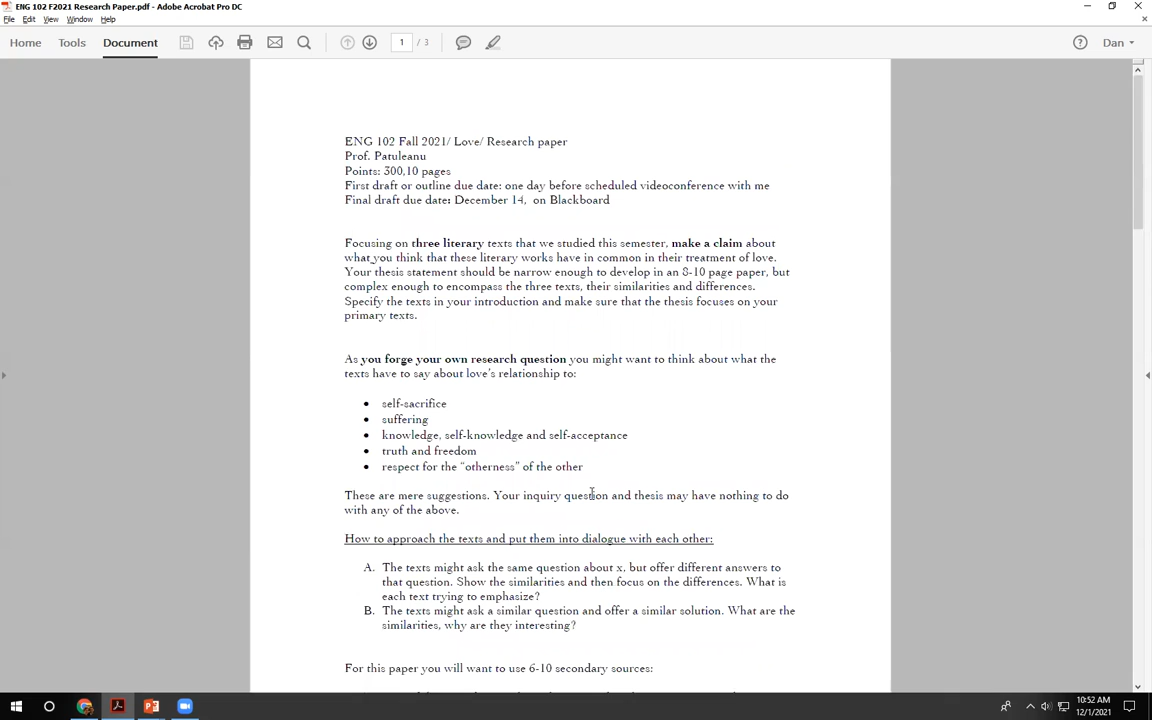 ENG 102 F2021 Research Paper.pdf - Adobe Acrobat Pro DC
File Edit View Window Help
Home Tools Document 1 / 3 Dan
ENG 102 Fall 2021/ Love/ Research paper
Prof. Patuleanu
Points: 300,10 pages
First draft or outline due date: one day before scheduled videoconference with me
Final draft due date: December 14, on Blackboard
Focusing on three literary texts that we studied this semester, make a claim about
what you think that these literary works have in common in their treatment of love.
Your thesis statement should be narrow enough to develop in an 8-10 page paper, but
complex enough to encompass the three texts, their similarities and differences.
Specify the texts in your introduction and make sure that the thesis focuses on your
primary texts.
As you forge your own research question you might want to think about what the
texts have to say about love's relationship to:
• self-sacrifice
• suffering
• knowledge, self-knowledge and self-acceptance
• truth and freedom
• respect for the "otherness" of the other
These are mere suggestions. Your inquiry question and thesis may have nothing to do
with any of the above.
How to approach the texts and put them into dialogue with each other:
A. The texts might ask the same question about x, but offer different answers to
that question. Show the similarities and then focus on the differences. What is
each text trying to emphasize?
B. The texts might ask a similar question and offer a similar solution. What are the
similarities, why are they interesting?
For this paper you will want to use 6-10 secondary sources:
10:52 AM
12/1/2021